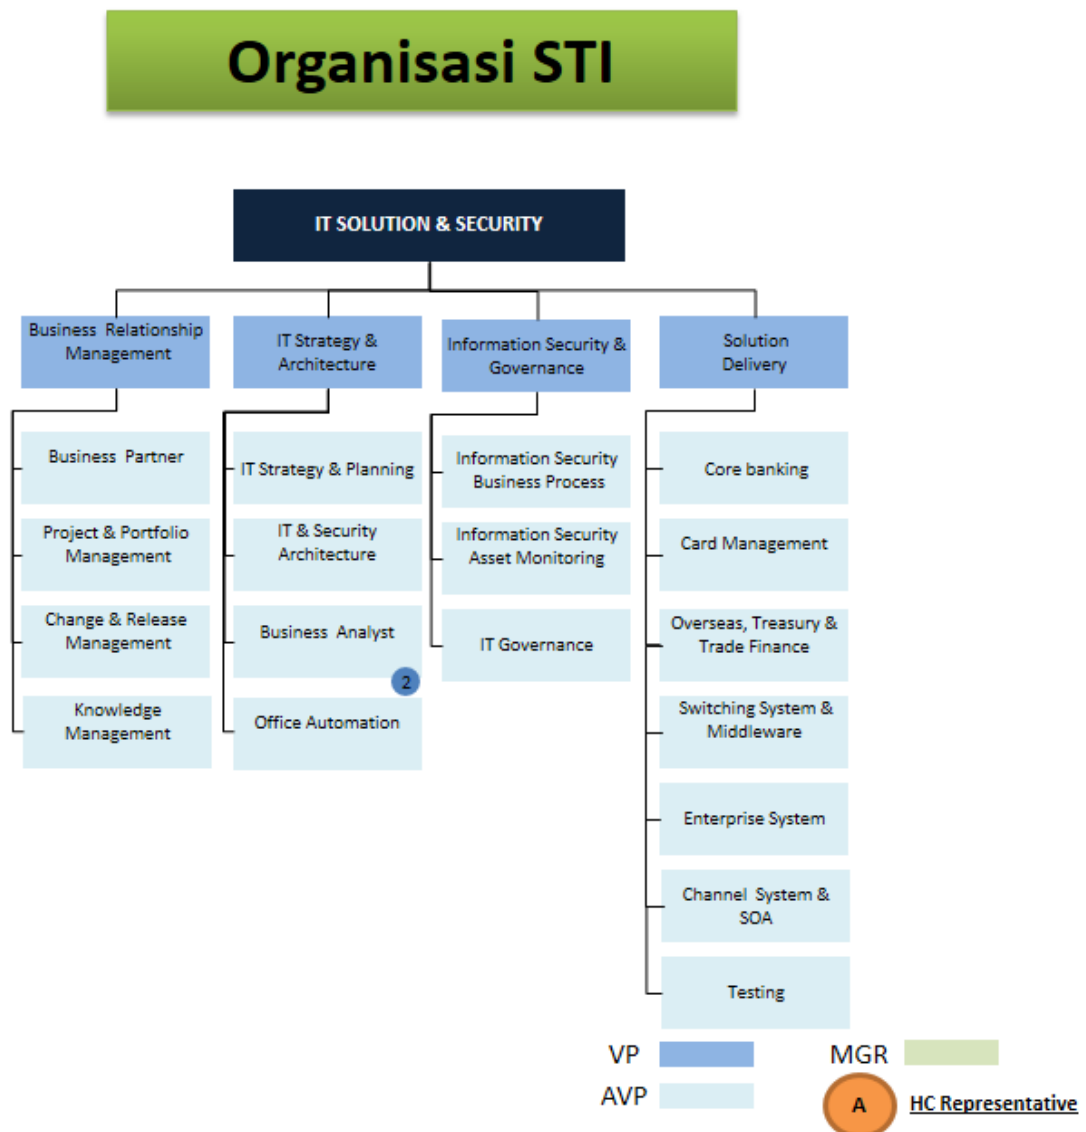 Organisasi STI
IT SOLUTION & SECURITY
Business Relationship
Management
IT Strategy &
Architecture
Information Security &
Governance
Solution
Delivery
Business Partner
Project & Portfolio
Management
Change & Release
Management
Knowledge
Management
IT Strategy & Planning
IT & Security
Architecture
Business Analyst
2
Office Automation
Information Security
Business Process
Information Security
Asset Monitoring
IT Governance
Core banking
Card Management
Overseas, Treasury &
Trade Finance
Switching System &
Middleware
Enterprise System
Channel System &
SOA
Testing
VP
MGR
AVP
A
HC Representative